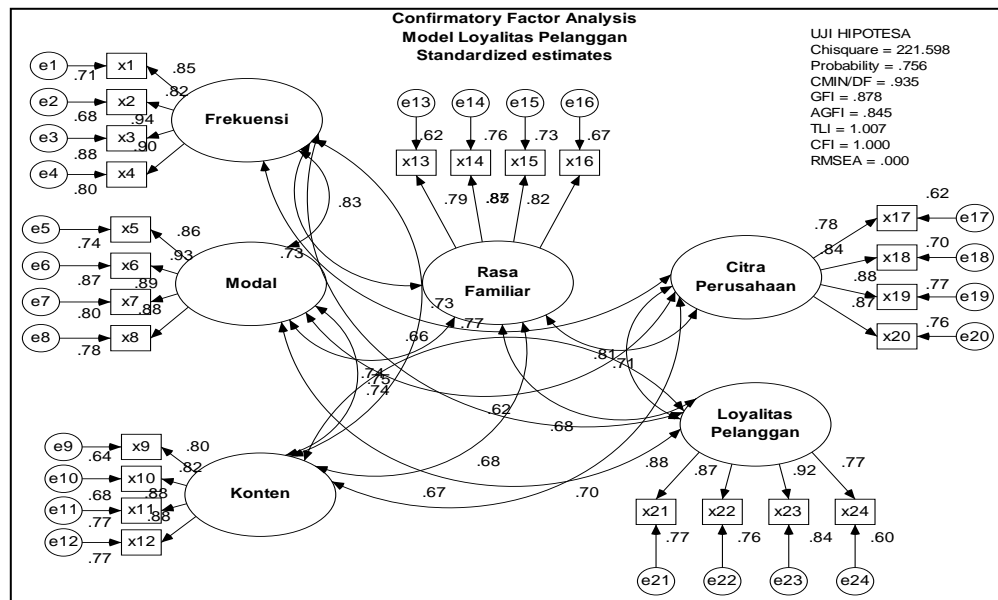 Confirmatory Factor Analysis
Model Loyalitas Pelanggan
Standardized estimates
UJI HIPOTESA
Chisquare = 221.598
Probability = .756
CMIN/DF = .935
GFI = .878
AGFI = .845
TLI = 1.007
CFI = 1.000
RMSEA = .000
e1
.71
x1
.85
e2
.68
x2
.82
e3
.88
x3
.94
e4
.80
x4
.90
Frekuensi
e5
.74
x5
.86
e6
.87
x6
.93
e7
.80
x7
.89
e8
.78
x8
.88
Modal
e9
.64
x9
.80
e10
.68
x10
.82
e11
.77
x11
.88
e12
.77
x12
.88
Konten
e13
e14
e15
e16
.62
.76
.73
.67
x13
x14
x15
x16
.79
.85
.82
Rasa
Familiar
.62
.78
x17
e17
.70
.84
x18
e18
.77
.88
x19
e19
.76
.87
x20
e20
Citra
Perusahaan
Loyalitas
Pelanggan
.88
.87
.92
.77
x21
x22
x23
x24
.77
.76
.84
.60
e21
e22
e23
e24
.83
.73
.73
.77
.66
.81
.71
.74
.75
.74
.62
.68
.68
.67
.70